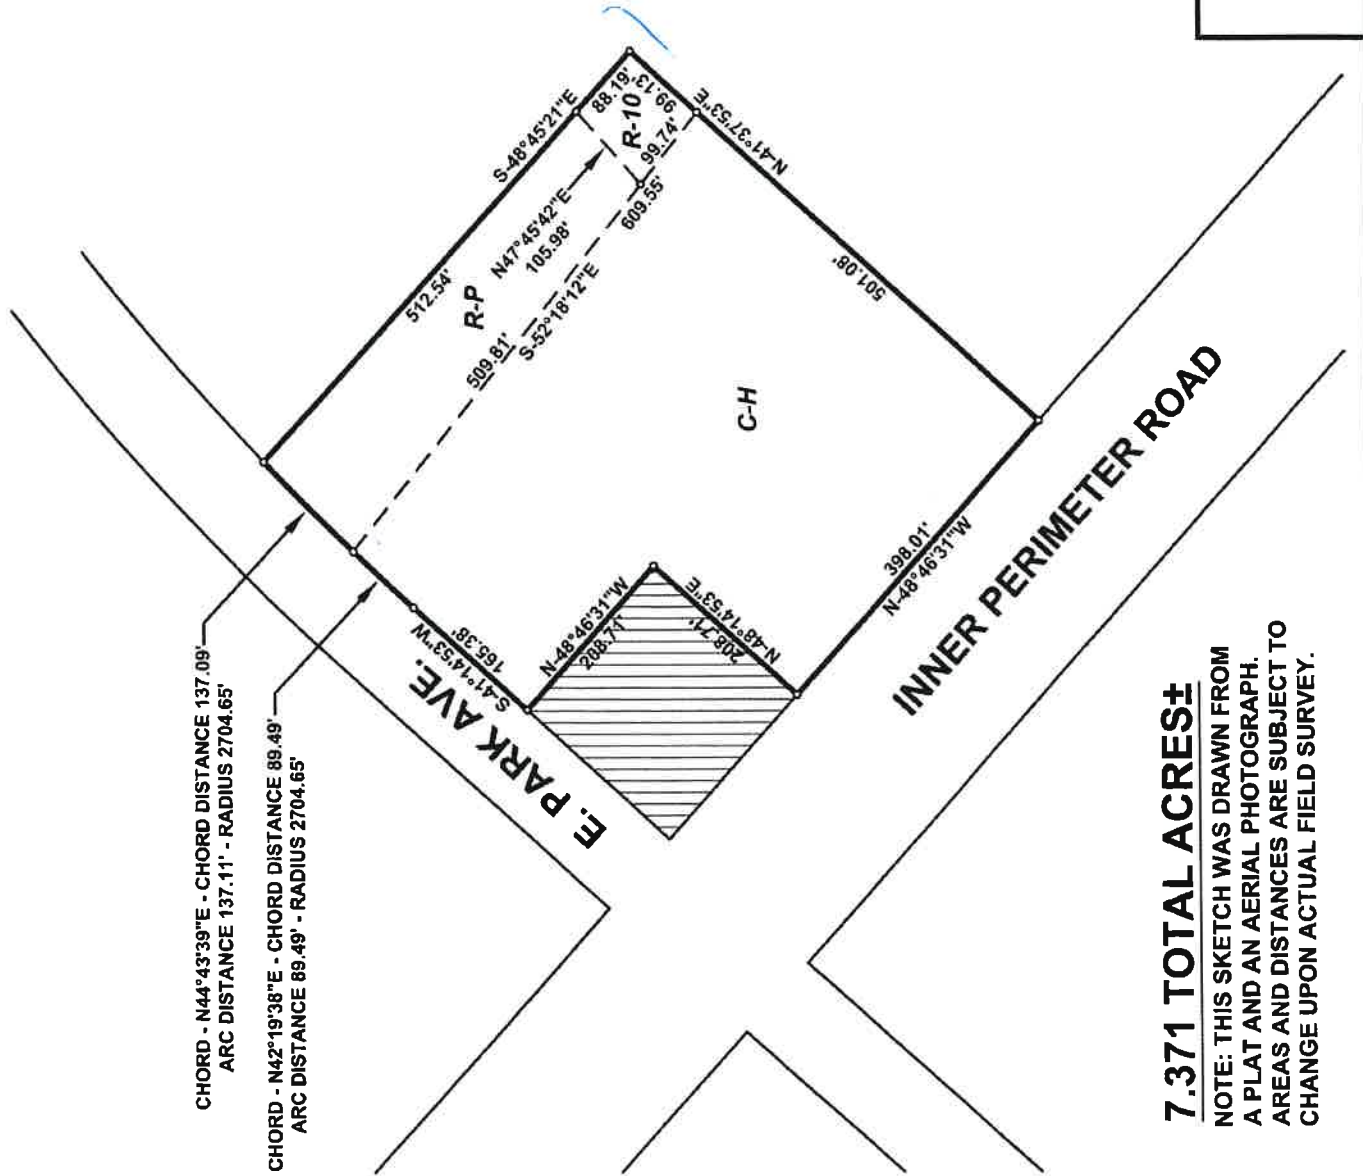 CHORD - N44°43'39"E - CHORD DISTANCE 137.09'
ARC DISTANCE 137.11' - RADIUS 2704.65'
CHORD - N42°19'38"E - CHORD DISTANCE 89.49'
ARC DISTANCE 89.49' - RADIUS 2704.65'
S-48°45'21"E
512.54'
88.19'
R-10
99.13'
99.74'
R-P
N47°45'42"E
105.98'
509.81'
S-52°18'12"E
609.55'
N-41°37'53"E
501.08'
C-H
S-41°14'53"W
165.38'
E. PARK AVE.
N-48°46'31"W
208.71'
N-48°14'53"E
208.71'
398.01'
N-48°46'31"W
INNER PERIMETER ROAD
7.371 TOTAL ACRES±
NOTE: THIS SKETCH WAS DRAWN FROM
A PLAT AND AN AERIAL PHOTOGRAPH.
AREAS AND DISTANCES ARE SUBJECT TO
CHANGE UPON ACTUAL FIELD SURVEY.